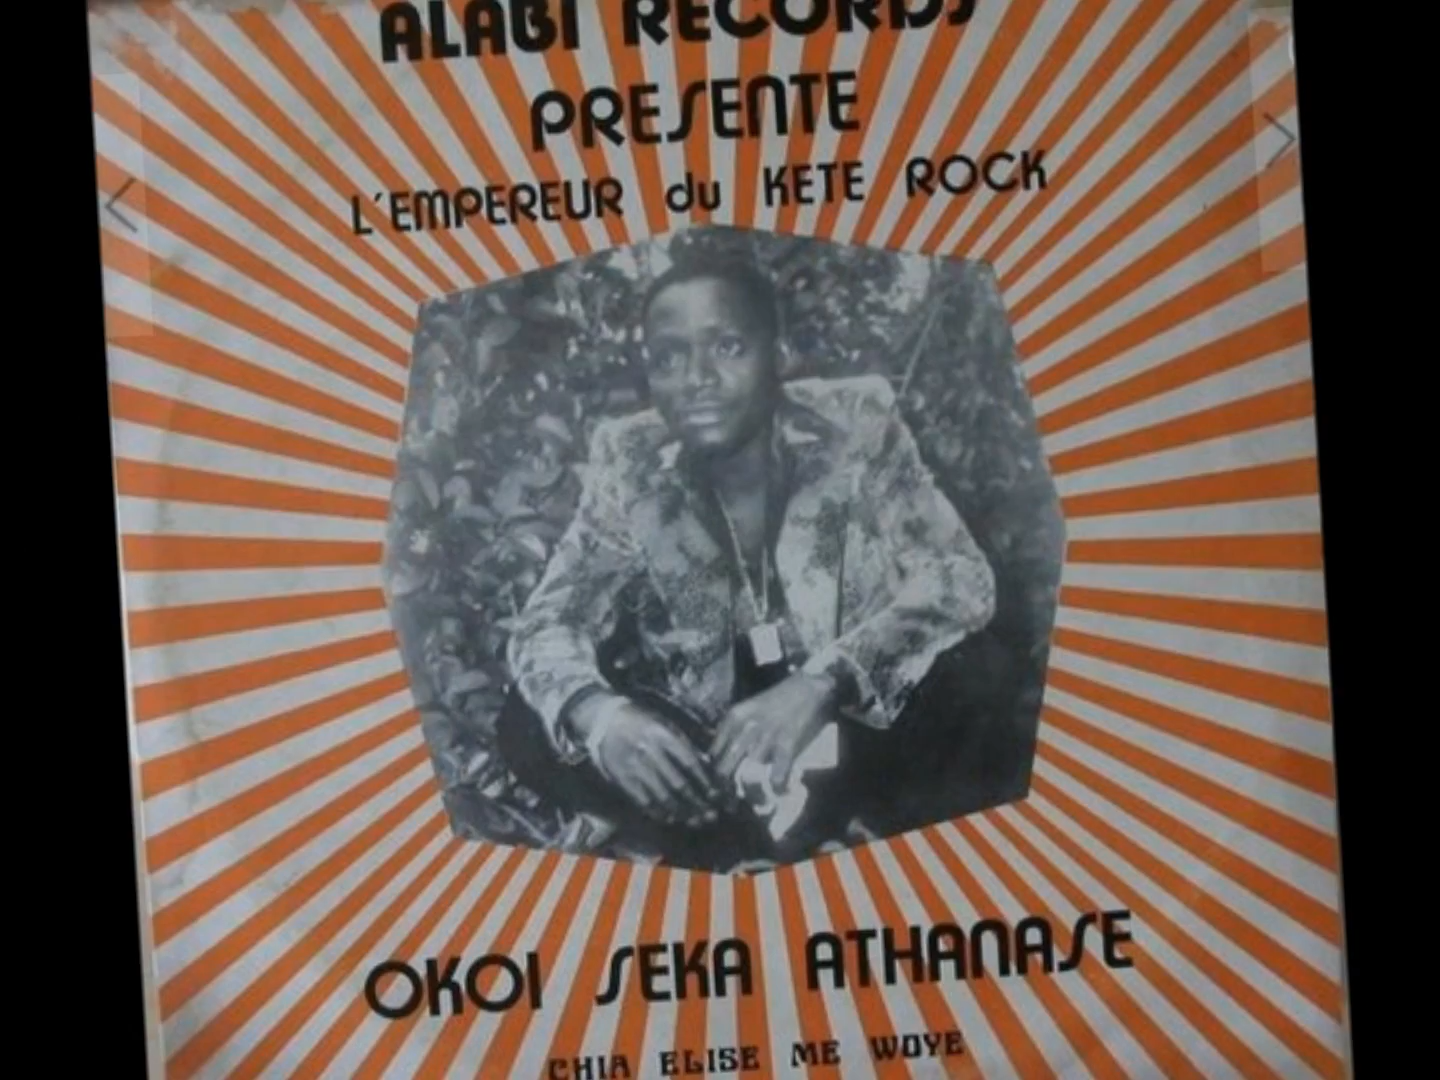 ALABI RECORDS
PRESENTE
L'EMPEREUR du KETE ROCK
OKOI SEKA ATHANASE
CHIA ELISE ME WOYE